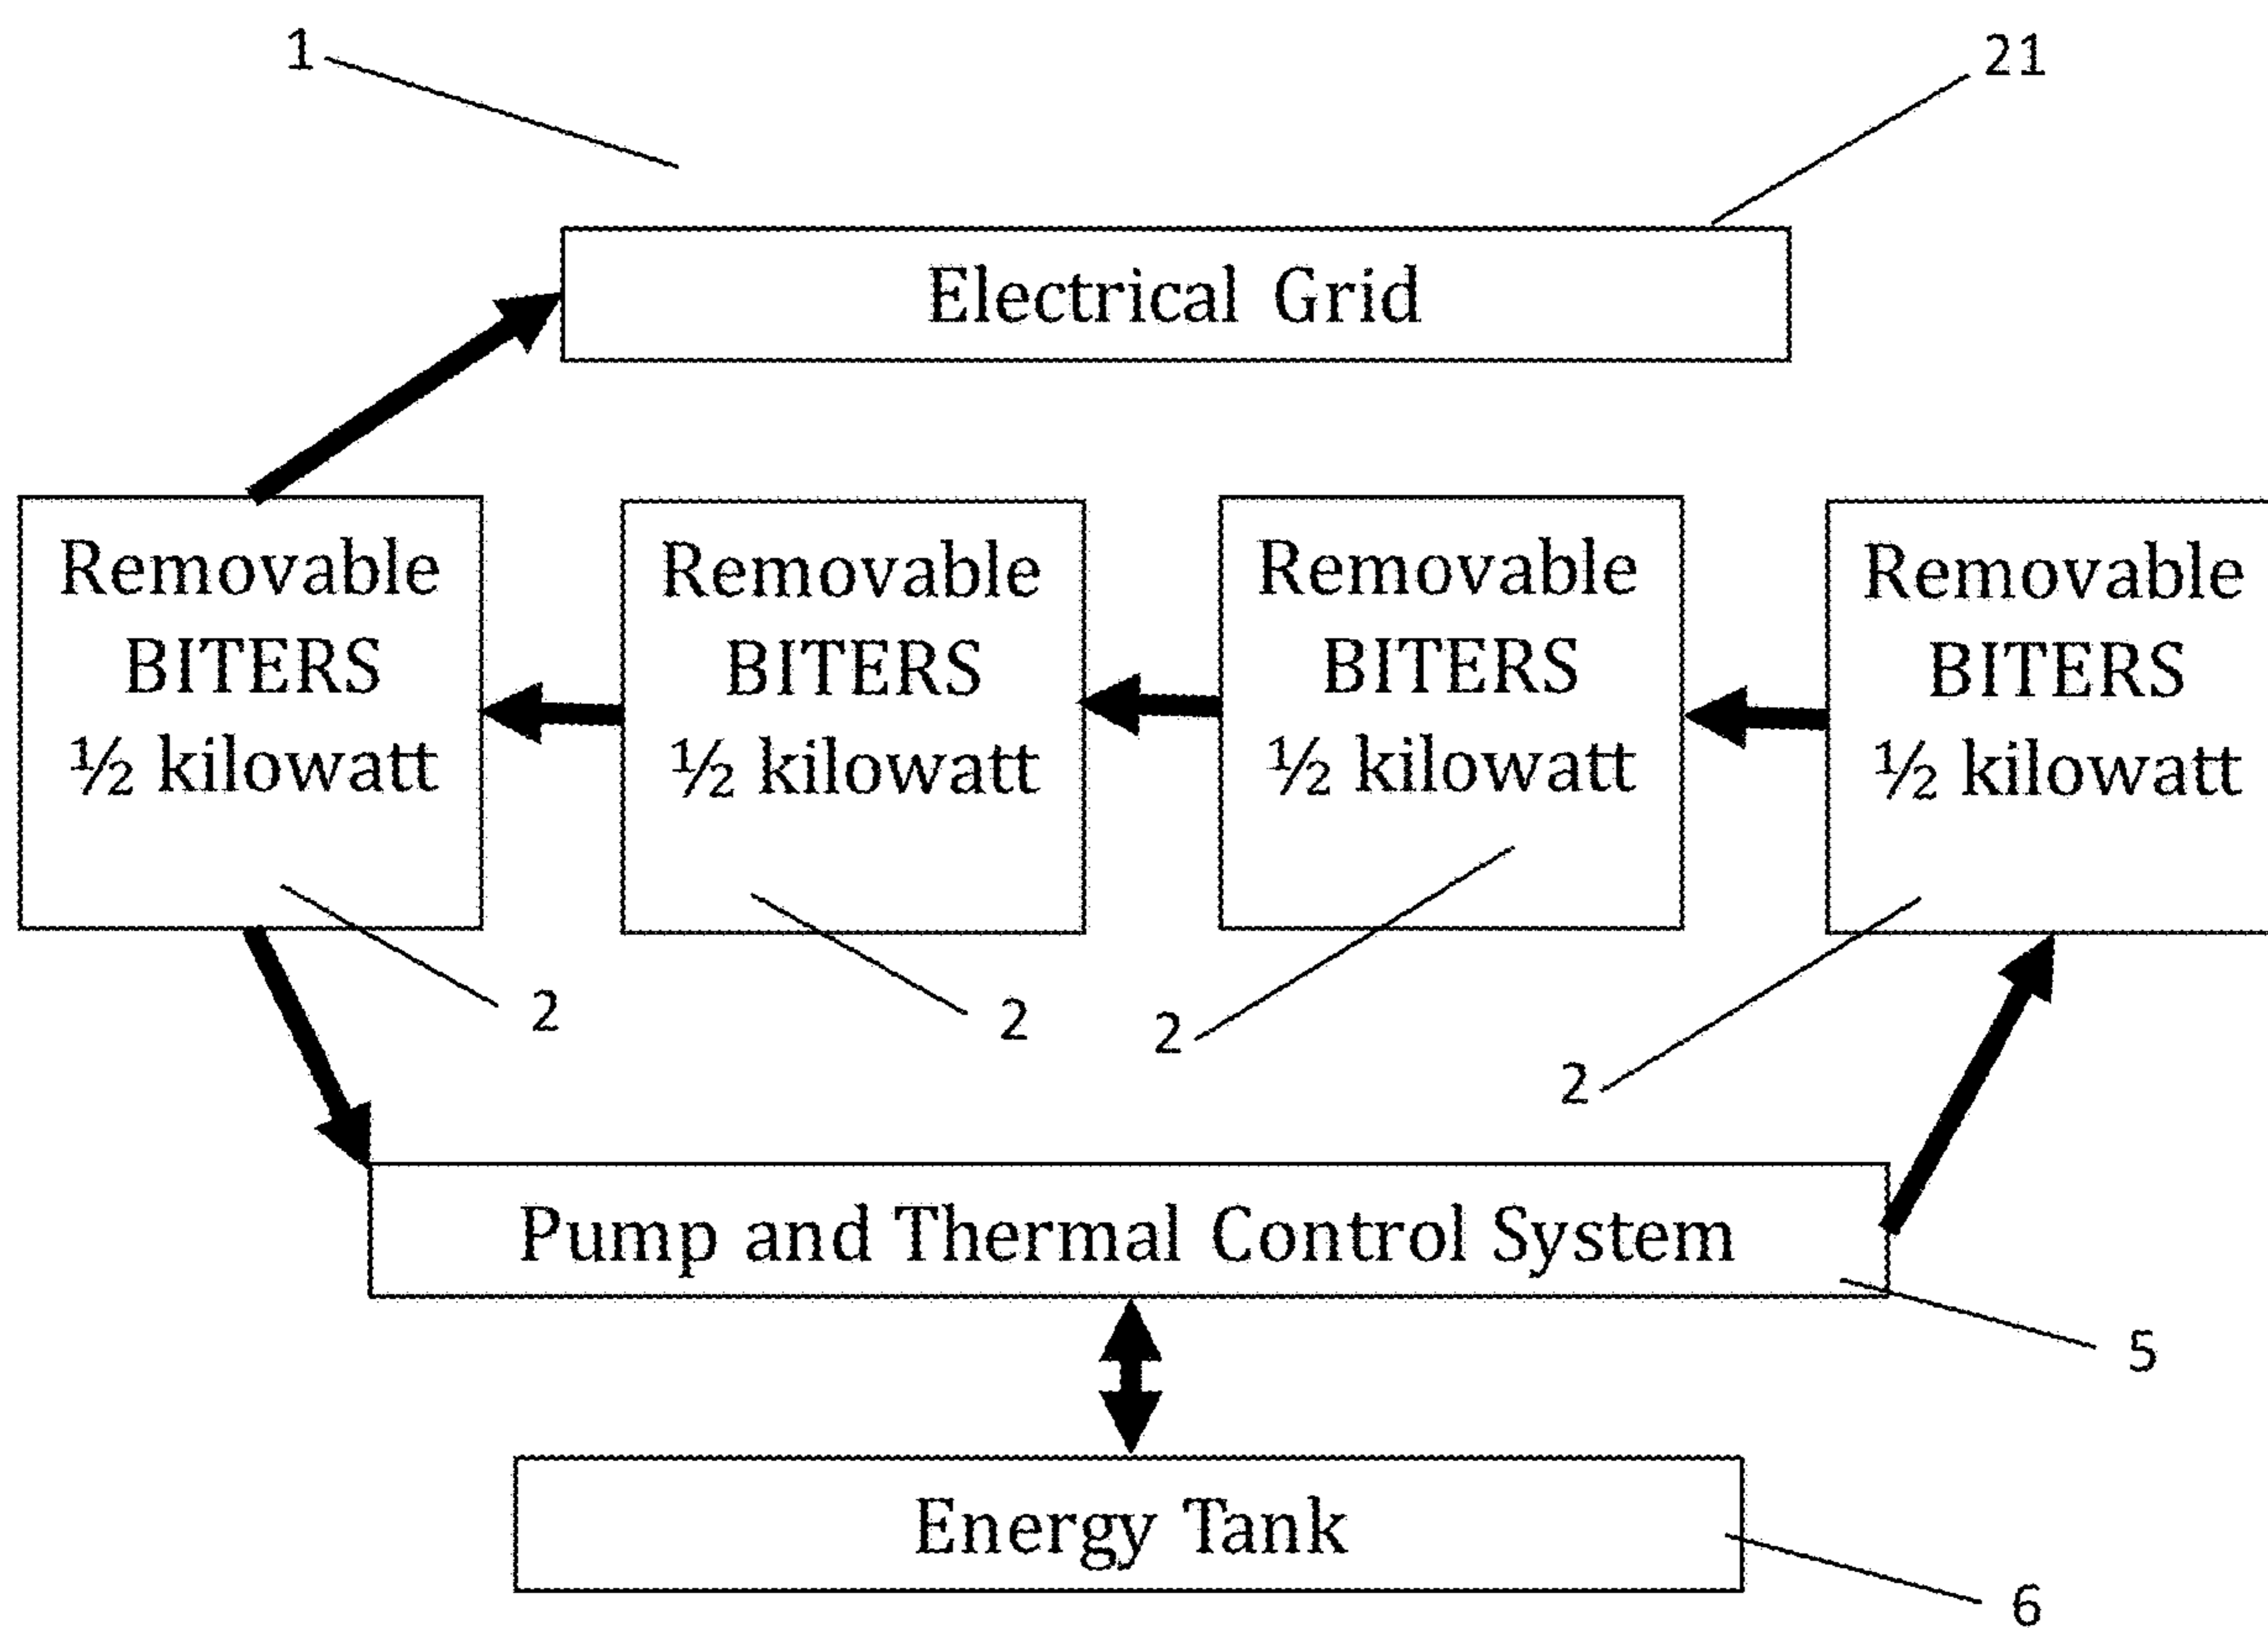 1
21
Electrical Grid
Removable
BITERS
½ kilowatt
Removable
BITERS
½ kilowatt
Removable
BITERS
½ kilowatt
Removable
BITERS
½ kilowatt
2
2
2
2
Pump and Thermal Control System
5
Energy Tank
6